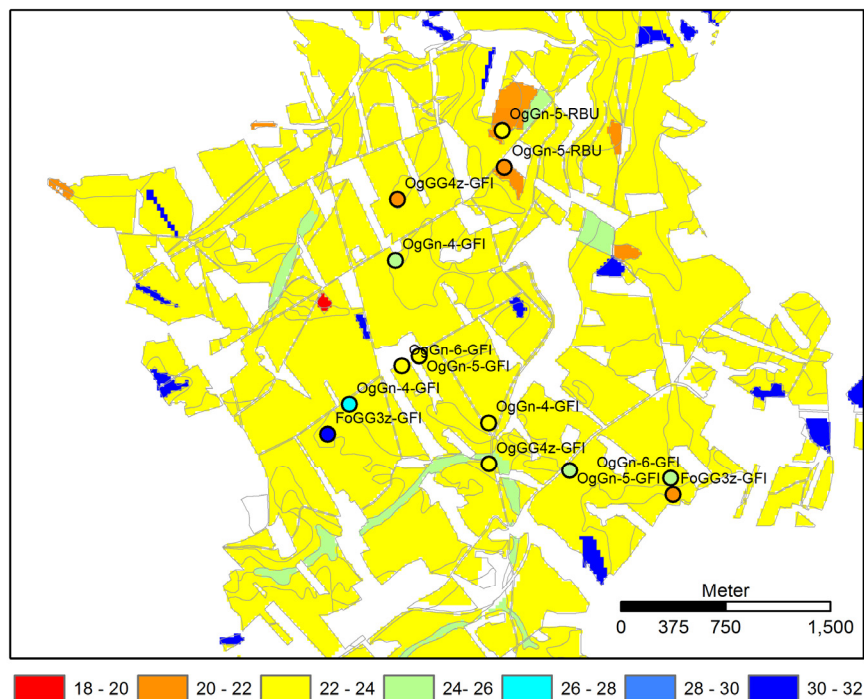 OgGn-5-RBU
OgGn-5-RBU
OgGG4z-GFI
OgGn-4-GFI
OgGn-6-GFI
OgGn-5-GFI
OgGn-4-GFI
FoGG3z-GFI
OgGn-4-GFI
OgGG4z-GFI
OgGn-6-GFI
OgGn-5-GFI
FoGG3z-GFI
Meter
0 375 750 1,500
18 - 20 20 - 22 22 - 24 24- 26 26 - 28 28 - 30 30 - 32